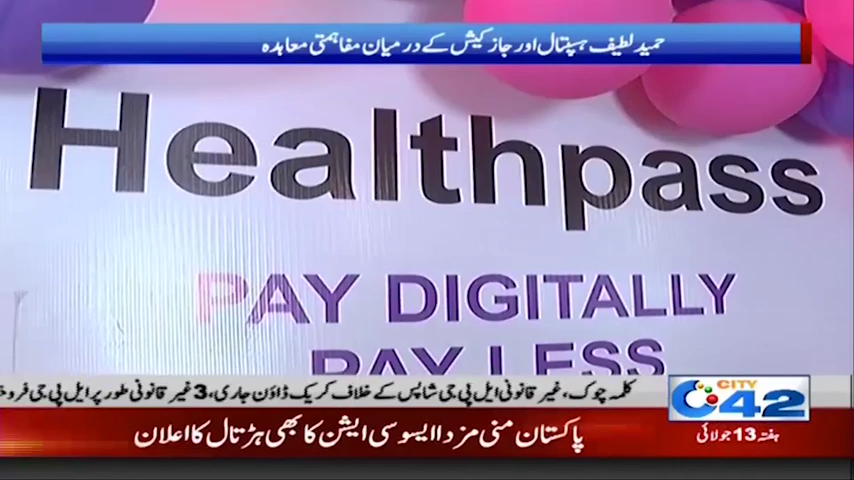 حمید لطیف ہسپتال اور جاز کیش کے درمیان مفاہمتی معاہدہ
Healthpass
PAY DIGITALLY
PAY LESS
کلمہ چوک، غیر قانونی ایل پی جی شاپس کے خلاف کریک ڈاؤن جاری، 3 غیر قانونی طور پر ایل پی جی
CITY 42
پاکستان منی مزدا ایسوسی ایشن کا بھی ہڑتال کا اعلان
ہفتہ 13 جولائی